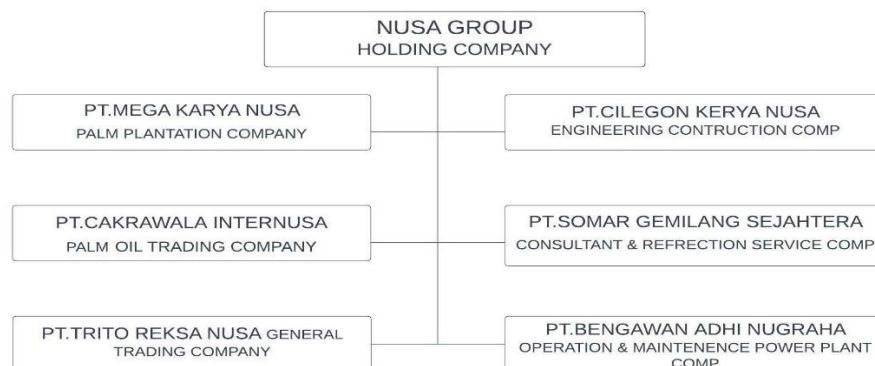 NUSA GROUP
HOLDING COMPANY
PT.MEGA KARYA NUSA
PALM PLANTATION COMPANY
PT.CILEGON KERYA NUSA
ENGINEERING CONTRUCTION COMP
PT.CAKRAWALA INTERNUSA
PALM OIL TRADING COMPANY
PT.SOMAR GEMILANG SEJAHTERA
CONSULTANT & REFRECTION SERVICE COMP
PT.TRITO REKSA NUSA GENERAL
TRADING COMPANY
PT.BENGAWAN ADHI NUGRAHA
OPERATION & MAINTENENCE POWER PLANT
COMP